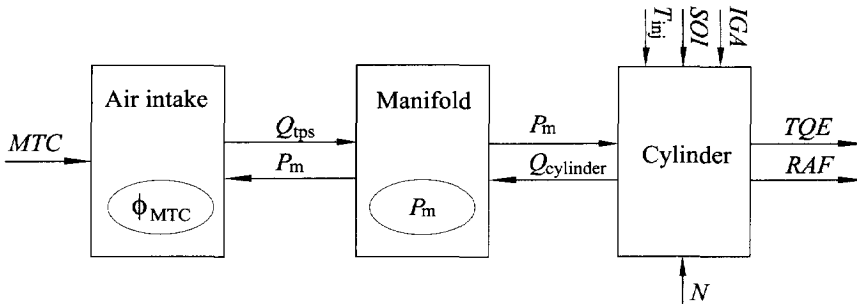 T_inj
SOI
IGA
Air intake
Manifold
MTC
Q_tps
P_m
P_m
TQE
Cylinder
P_m
Q_cylinder
RAF
ϕ_MTC
P_m
N